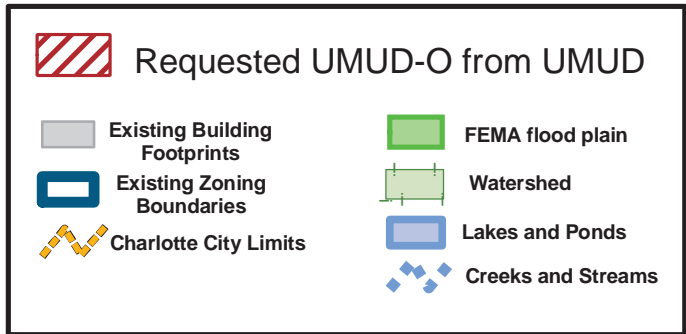 Requested UMUD-O from UMUD
Existing Building
Footprints
Existing Zoning
Boundaries
Charlotte City Limits
FEMA flood plain
Watershed
Lakes and Ponds
Creeks and Streams